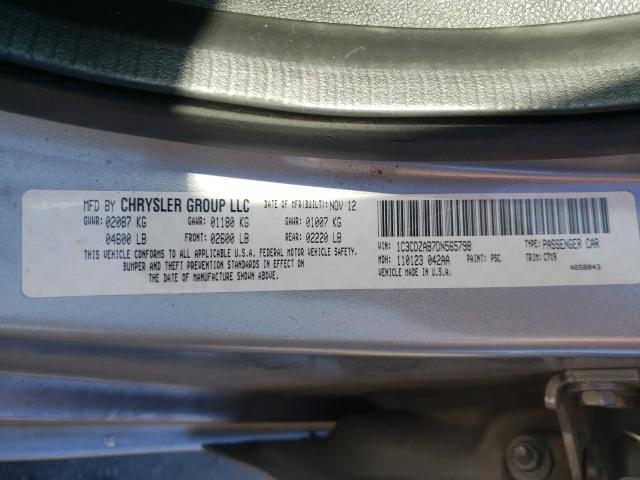 MFD BY CHRYSLER GROUP LLC DATE OF MFR(BUILT): NOV 12
GVWR: 02087 KG GAWR: 01180 KG GAWR: 01007 KG
04600 LB FRONT: 02600 LB REAR: 02220 LB
THIS VEHICLE CONFORMS TO ALL APPLICABLE U.S.A. FEDERAL MOTOR VEHICLE SAFETY,
BUMPER AND THEFT PREVENTION STANDARDS IN EFFECT ON
THE DATE OF MANUFACTURE SHOWN ABOVE.
VIN: 1C3CDZAB7DN565798 TYPE: PASSENGER CAR
MDH: 110123 042AA PAINT: PSC TRIM: C7X9
MADE IN U.S.A. 4658843